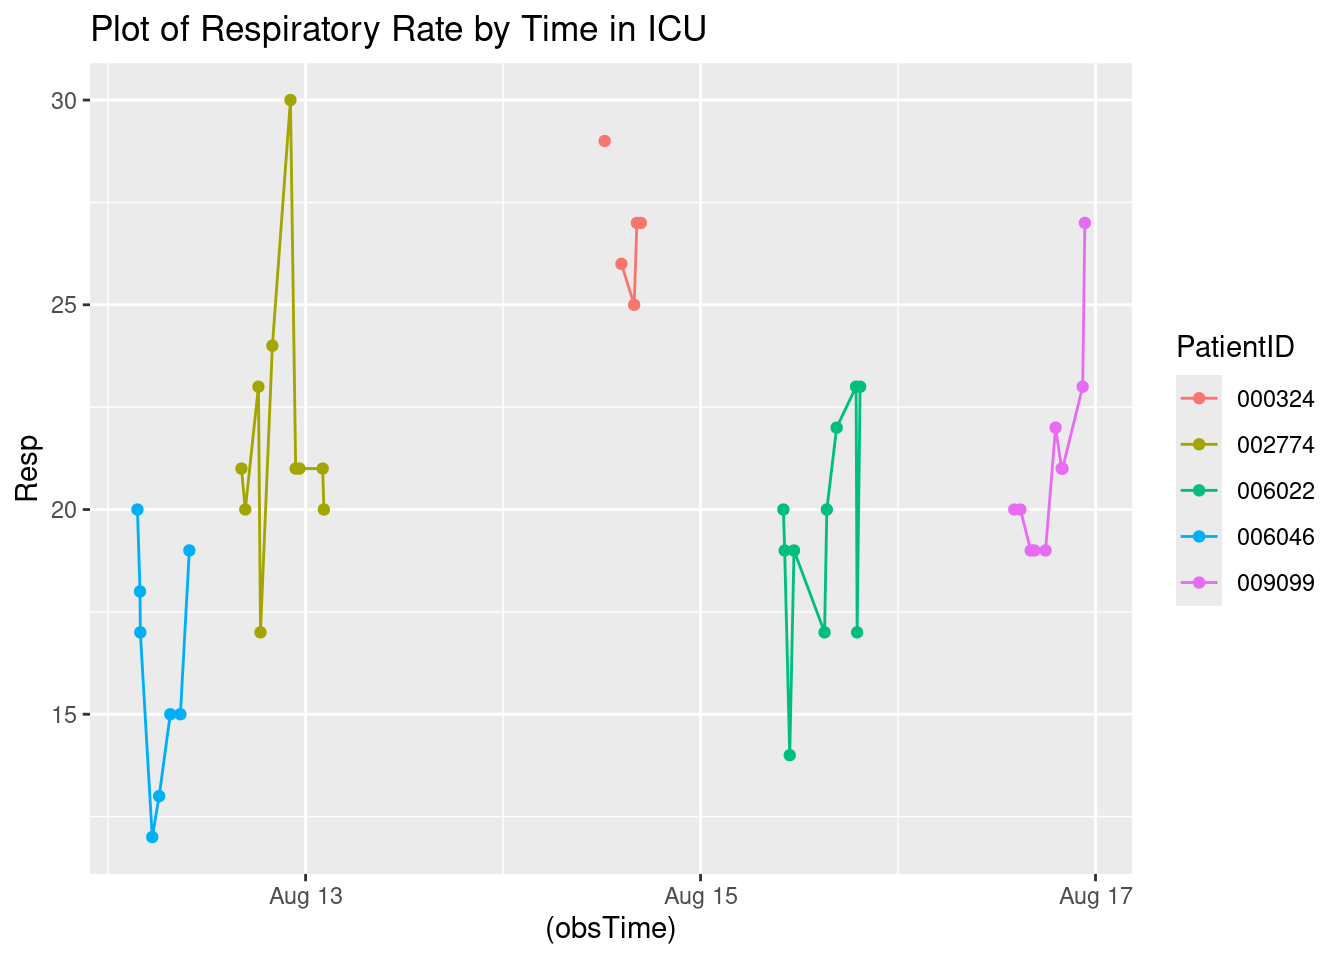 Plot of Respiratory Rate by Time in ICU
Resp
30
25
20
15
Aug 13
Aug 15
Aug 17
(obsTime)
PatientID
000324
002774
006022
006046
009099